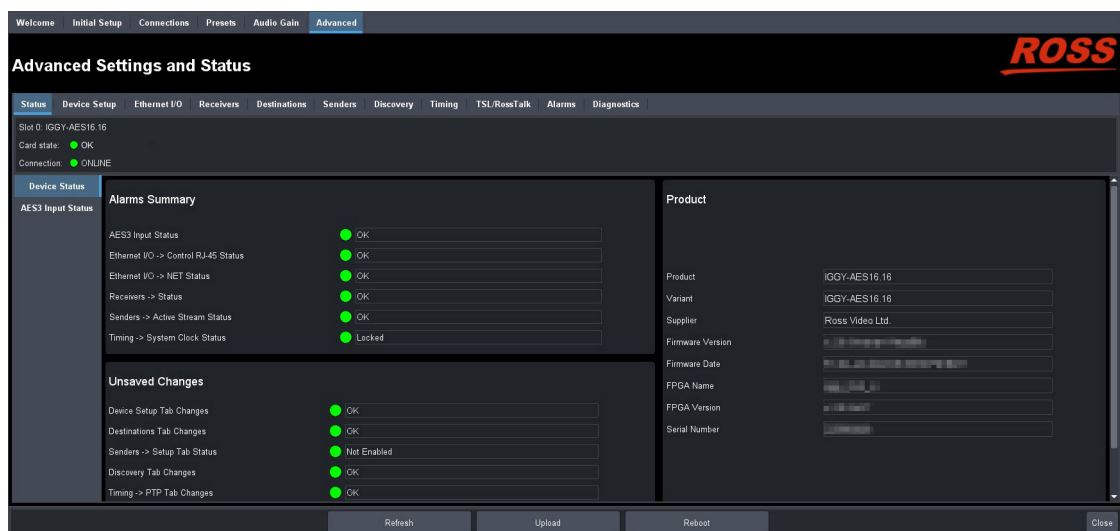 Welcome Initial Setup Connections Presets Audio Gain Advanced
Advanced Settings and Status
ROSS
Status Device Setup Ethernet I/O Receivers Destinations Senders Discovery Timing TSL/RossTalk Alarms Diagnostics
Slot 0: IGGY-AES16.16
Card state: OK
Connection: ONLINE
Device Status
AES3 Input Status
Alarms Summary
AES3 Input Status OK
Ethernet I/O -> Control RJ-45 Status OK
Ethernet I/O -> NET Status OK
Receivers -> Status OK
Senders -> Active Stream Status OK
Timing -> System Clock Status Locked
Unsaved Changes
Device Setup Tab Changes OK
Destinations Tab Changes OK
Senders -> Setup Tab Status Not Enabled
Discovery Tab Changes OK
Timing -> PTP Tab Changes OK
Product
Product IGGY-AES16.16
Variant IGGY-AES16.16
Supplier Ross Video Ltd.
Firmware Version
Firmware Date
FPGA Name
FPGA Version
Serial Number
Refresh Upload Reboot Close